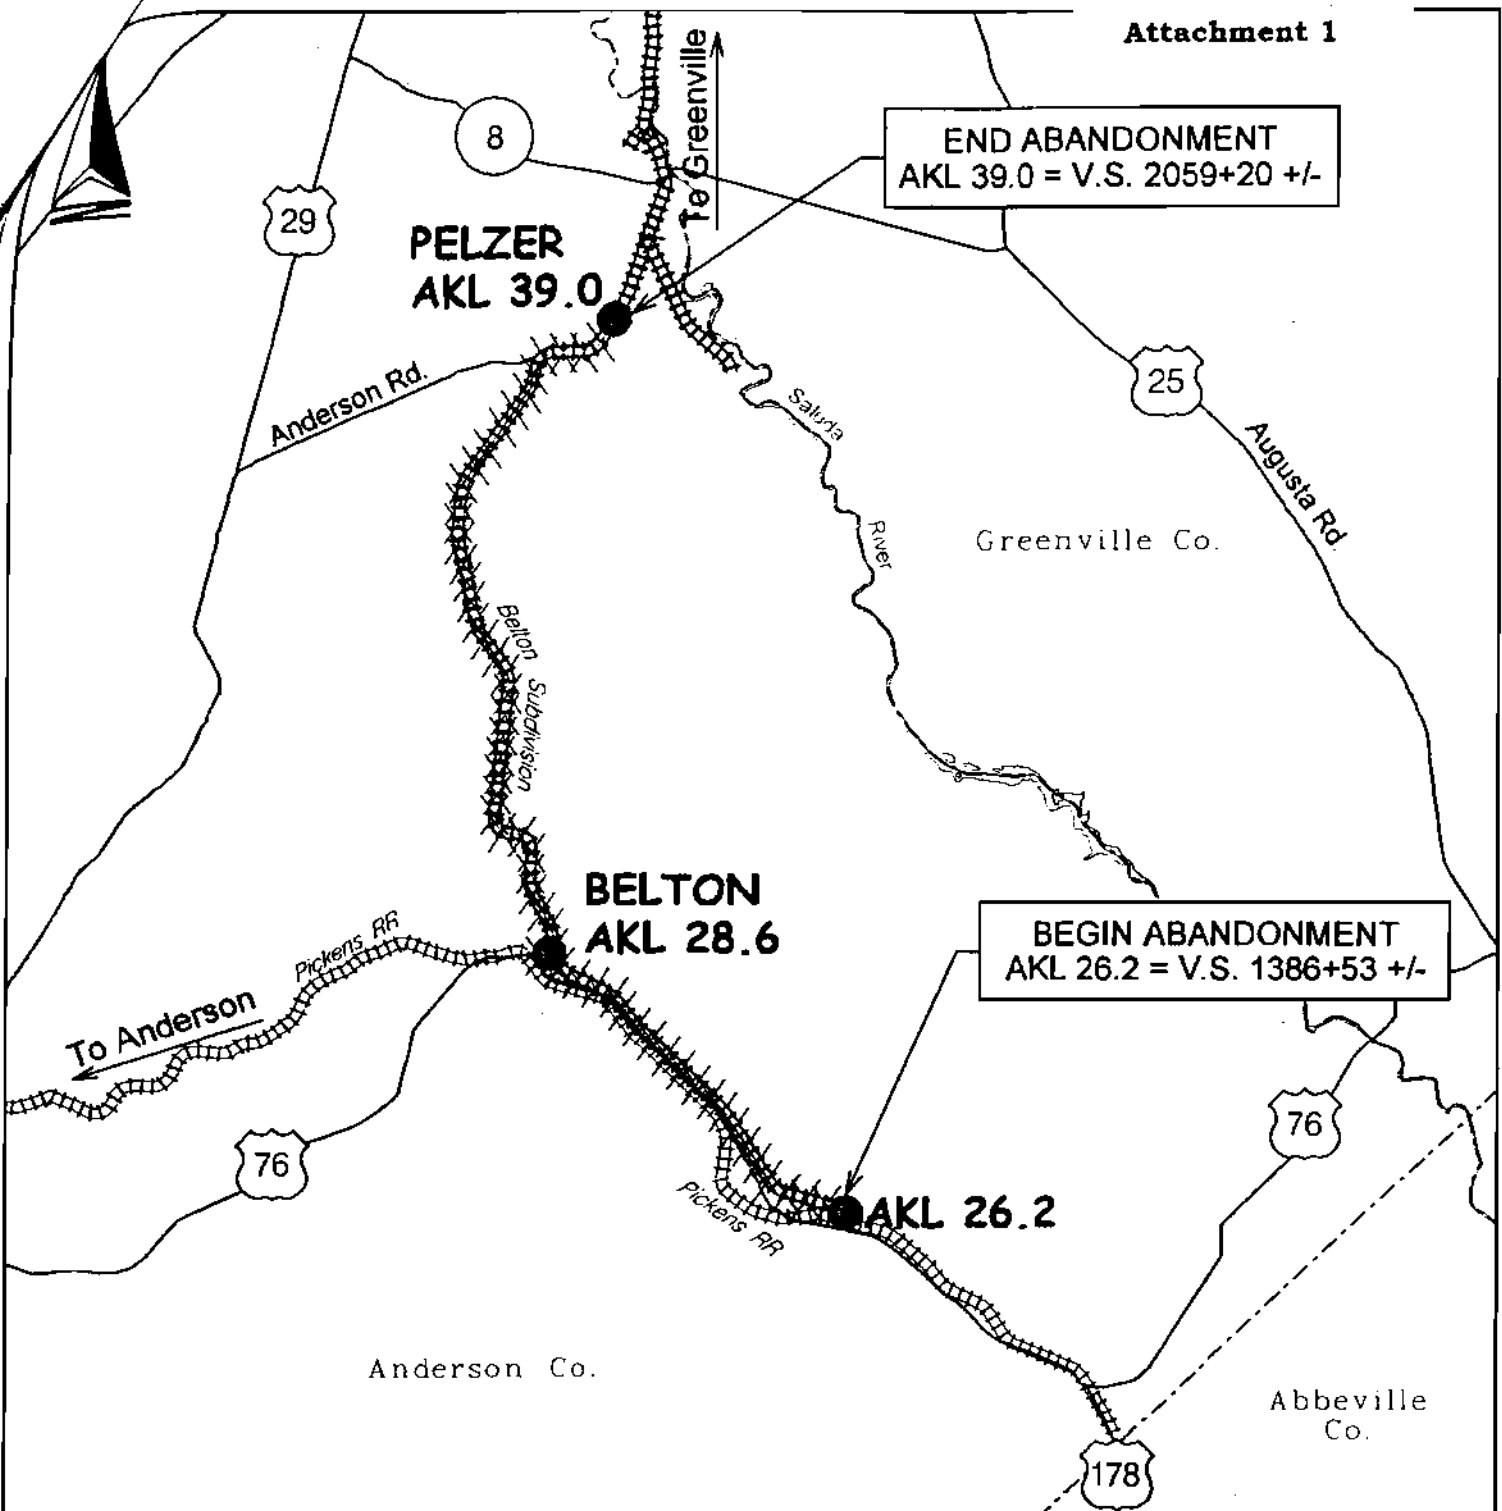 Attachment 1
To Greenville
8
END ABANDONMENT
AKL 39.0 = V.S. 2059+20 +/-
29
PELZER
AKL 39.0
Anderson Rd.
25
Saluda
River
Augusta Rd.
Greenville Co.
Belton Subdivision
BELTON
AKL 28.6
Pickens RR
BEGIN ABANDONMENT
AKL 26.2 = V.S. 1386+53 +/-
To Anderson
76
76
Pickens RR
AKL 26.2
Anderson Co.
Abbeville
Co.
178